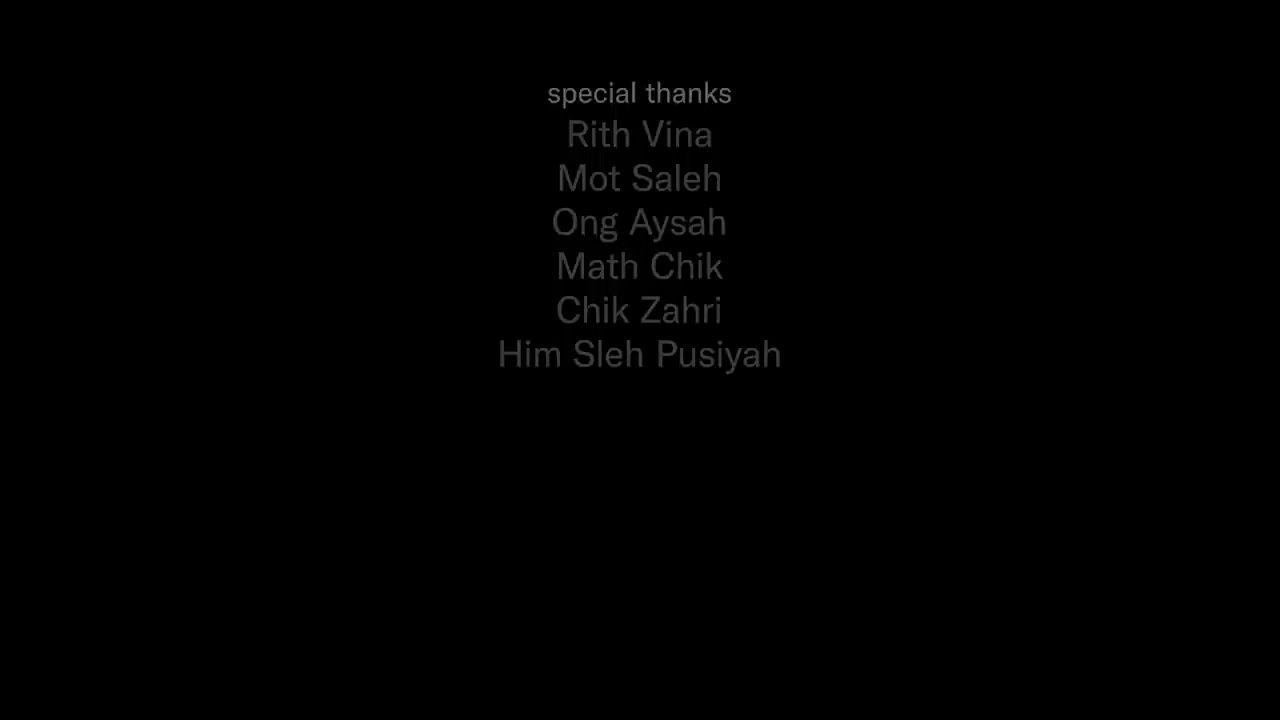 special thanks
Rith Vina
Mot Saleh
Ong Aysah
Math Chik
Chik Zahri
Him Sleh Pusiyah